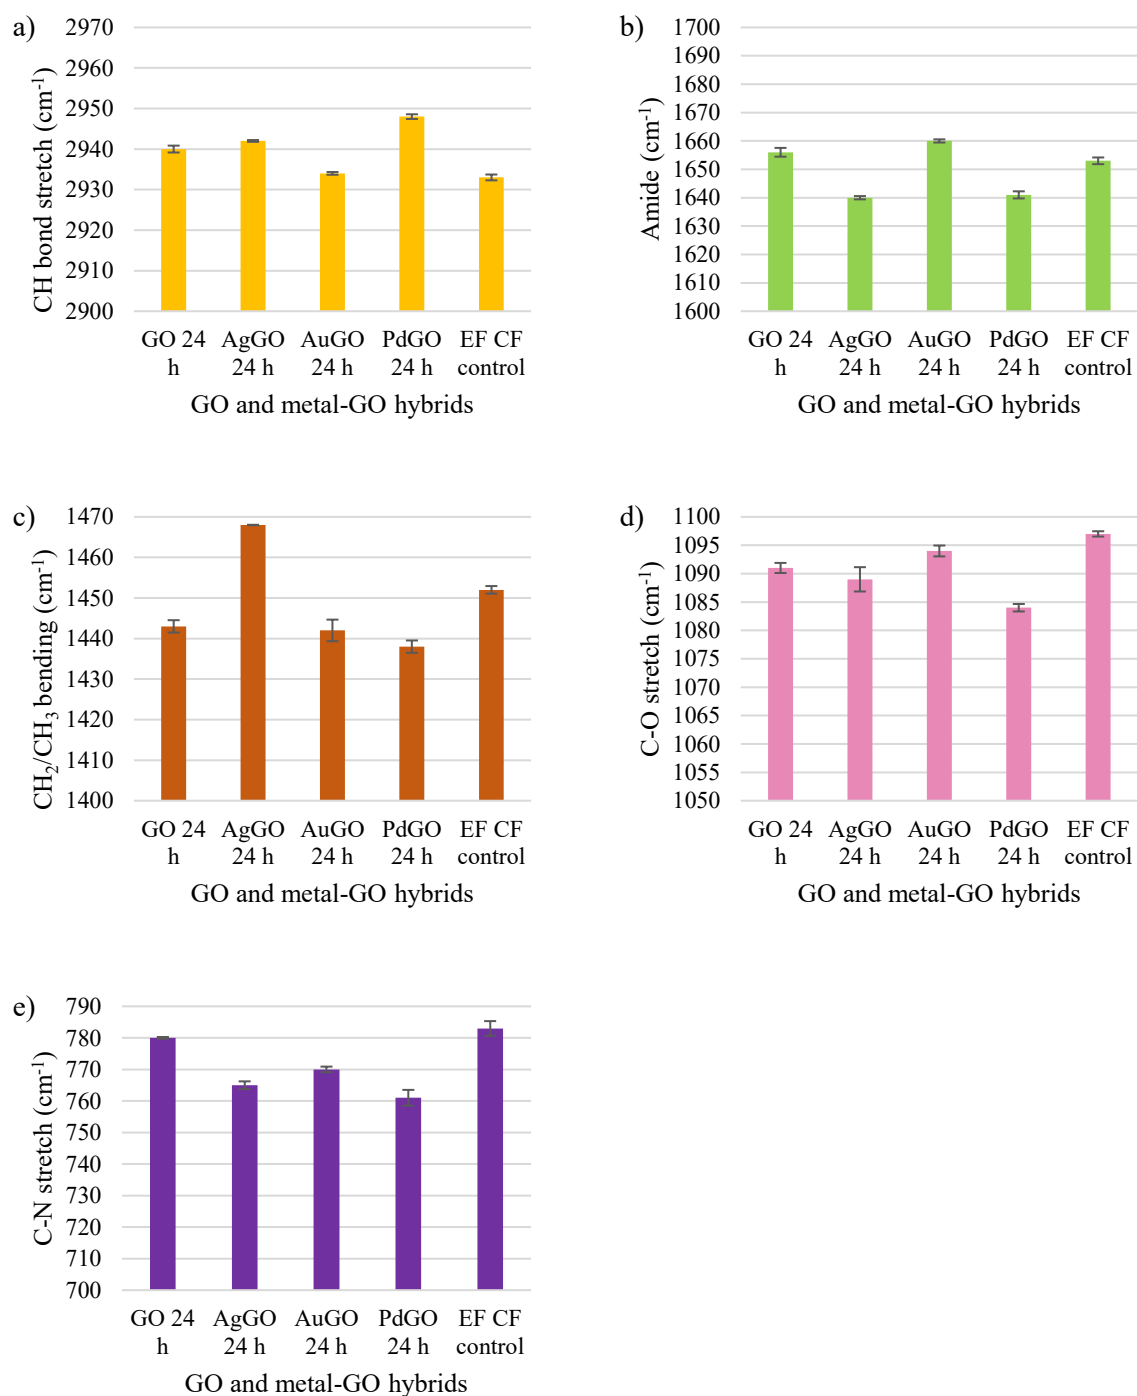 a)
CH bond stretch (cm-1)
2970
2960
2950
2940
2930
2920
2910
2900
GO 24 h
AgGO 24 h
AuGO 24 h
PdGO 24 h
EF CF control
GO and metal-GO hybrids
b)
Amide (cm-1)
1700
1690
1680
1670
1660
1650
1640
1630
1620
1610
1600
GO 24 h
AgGO 24 h
AuGO 24 h
PdGO 24 h
EF CF control
GO and metal-GO hybrids
c)
CH2/CH3 bending (cm-1)
1470
1460
1450
1440
1430
1420
1410
1400
GO 24 h
AgGO 24 h
AuGO 24 h
PdGO 24 h
EF CF control
GO and metal-GO hybrids
d)
C-O stretch (cm-1)
1100
1095
1090
1085
1080
1075
1070
1065
1060
1055
1050
GO 24 h
AgGO 24 h
AuGO 24 h
PdGO 24 h
EF CF control
GO and metal-GO hybrids
e)
C-N stretch (cm-1)
790
780
770
760
750
740
730
720
710
700
GO 24 h
AgGO 24 h
AuGO 24 h
PdGO 24 h
EF CF control
GO and metal-GO hybrids